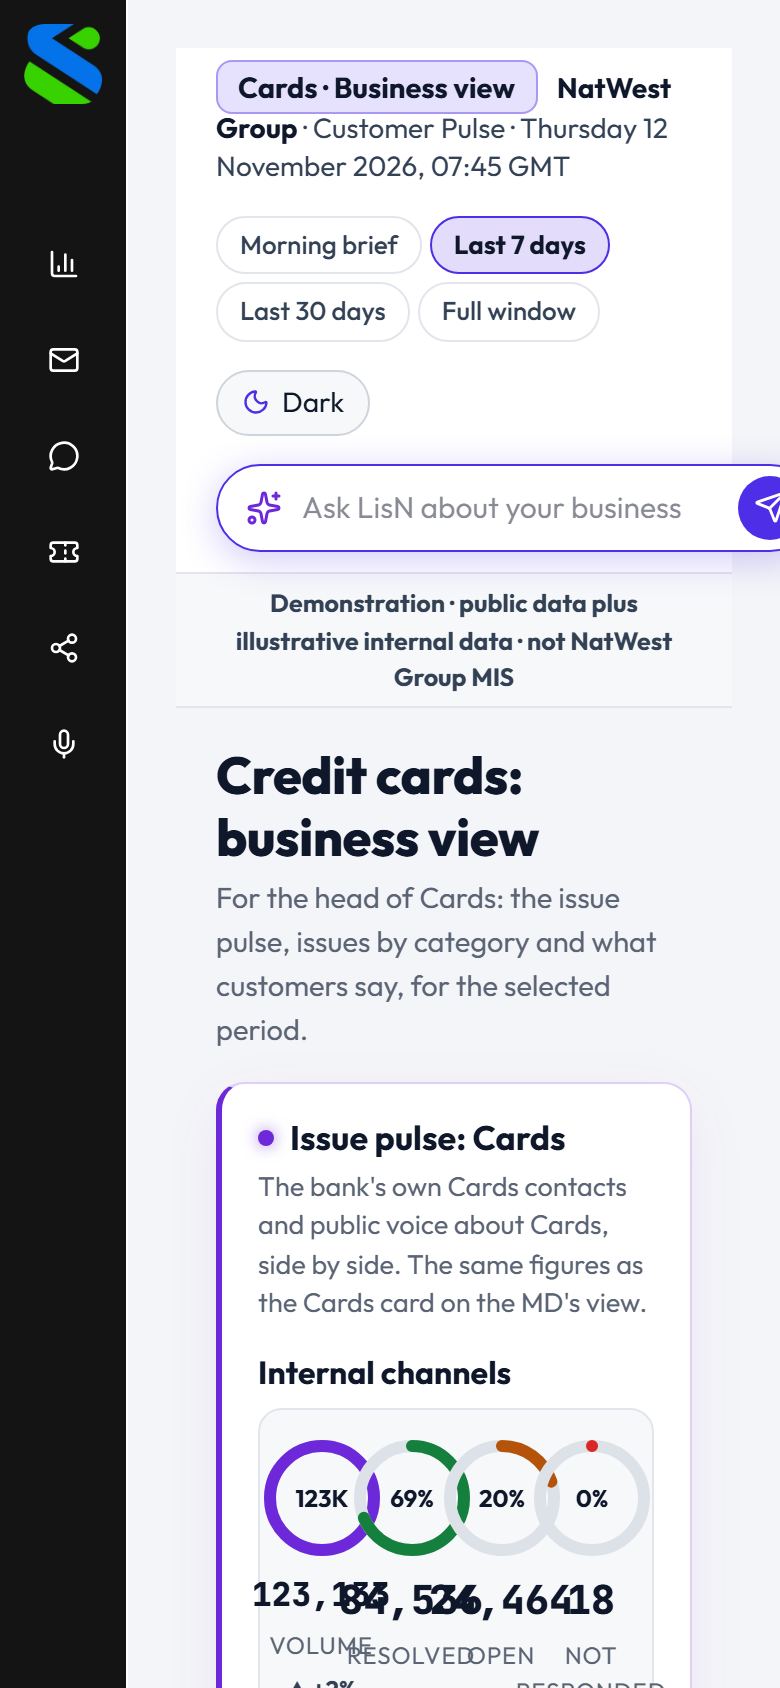 Cards · Business view NatWest
Group · Customer Pulse · Thursday 12
November 2026, 07:45 GMT
Morning brief Last 7 days
Last 30 days Full window
Dark
Ask LisN about your business
Demonstration · public data plus
illustrative internal data · not NatWest
Group MIS
Credit cards:
business view
For the head of Cards: the issue
pulse, issues by category and what
customers say, for the selected
period.
Issue pulse: Cards
The bank's own Cards contacts
and public voice about Cards,
side by side. The same figures as
the Cards card on the MD's view.
Internal channels
123K 69% 20% 0%
18
VOLUME RESOLVED OPEN NOT
RESPONDED